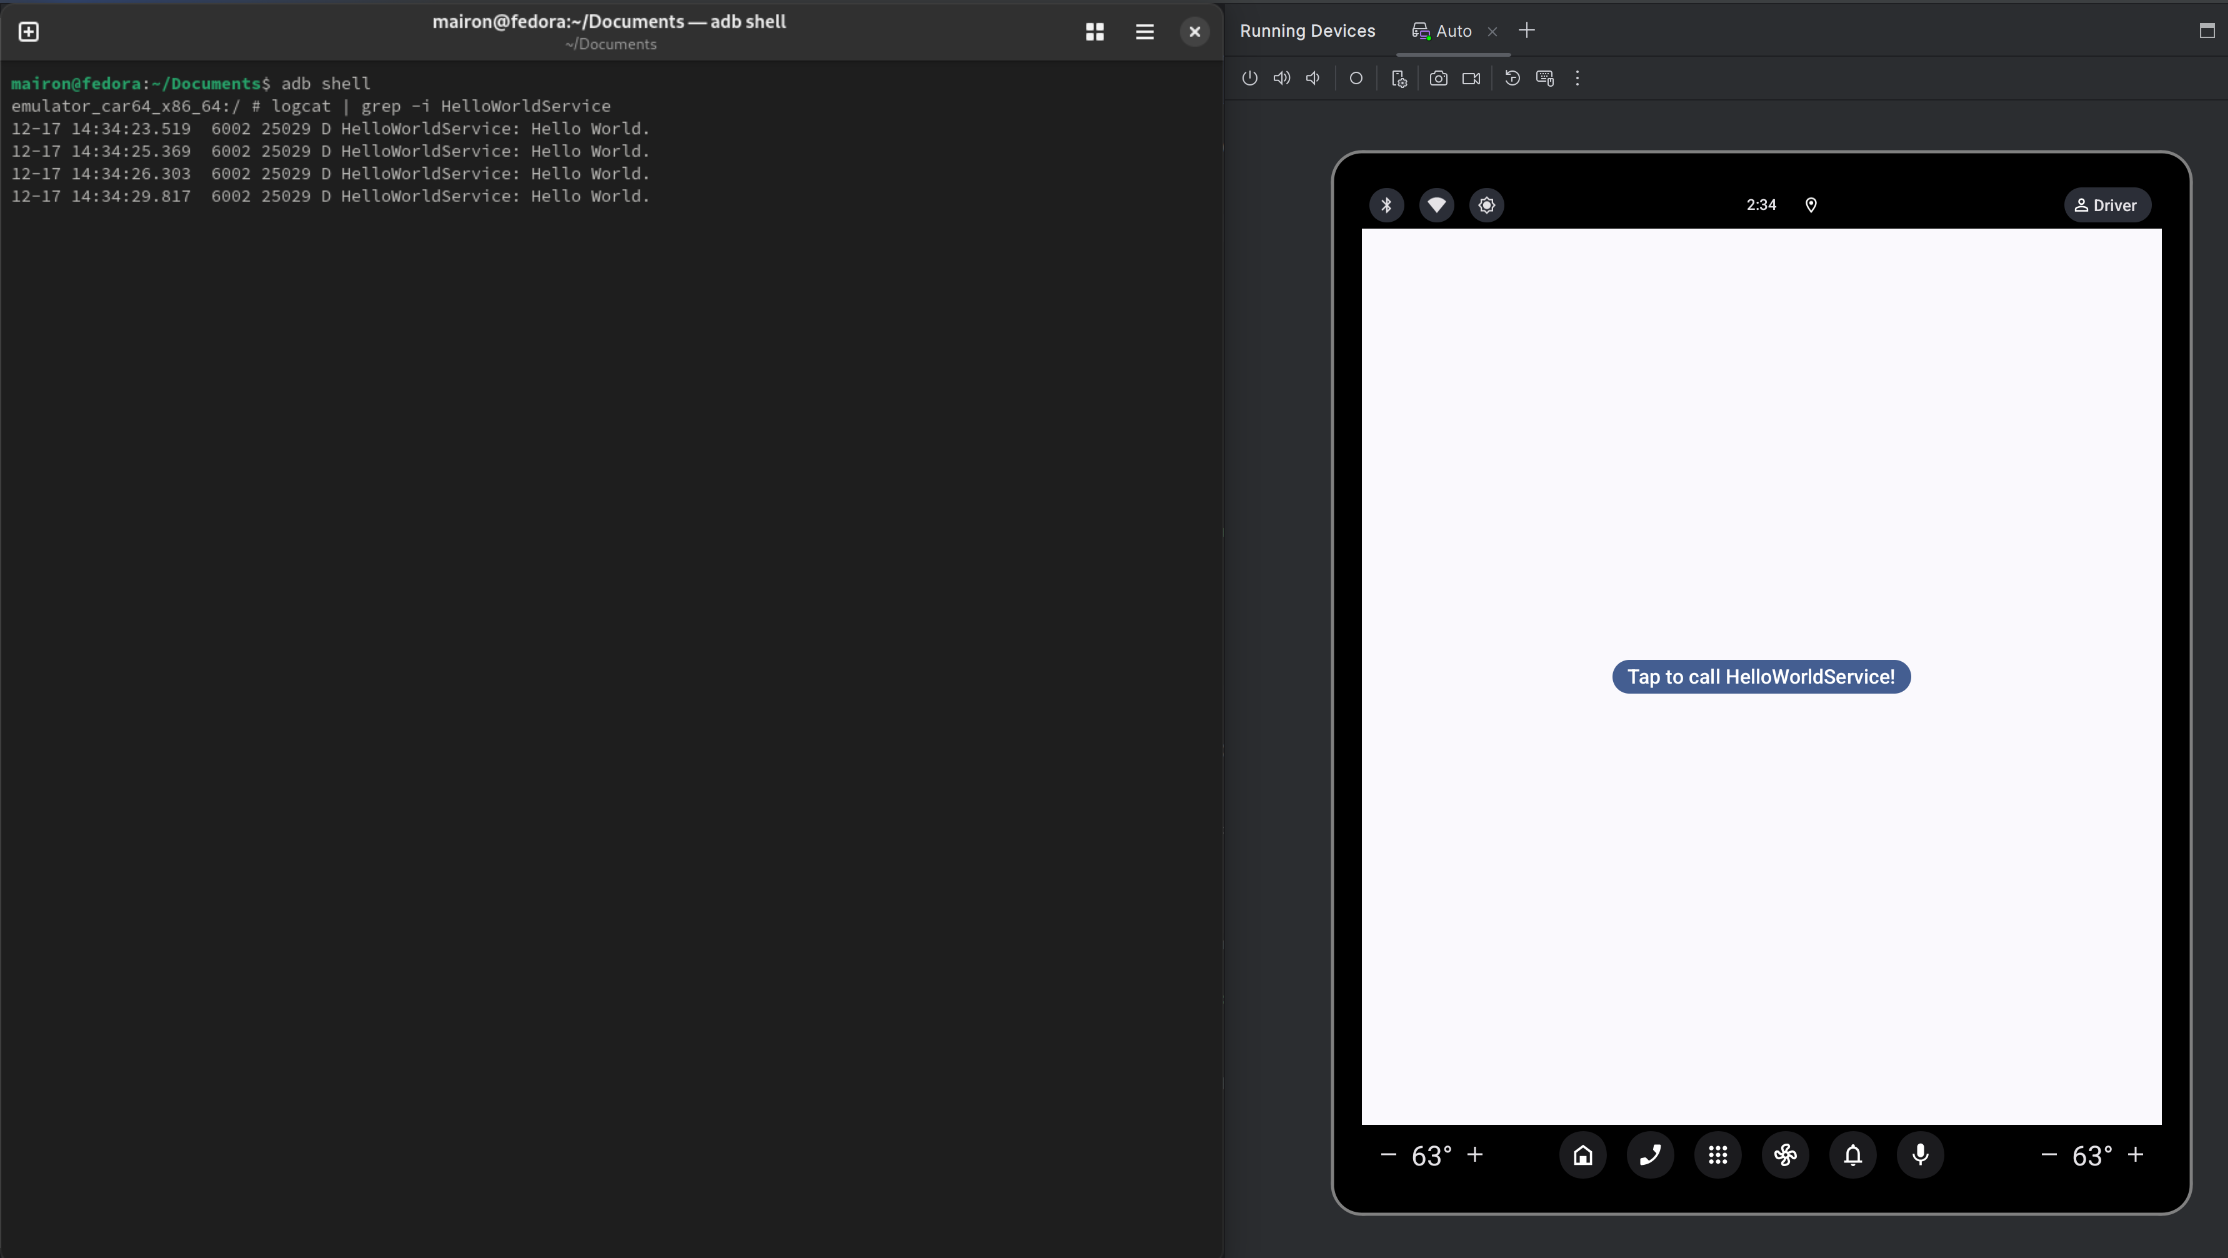 mairon@fedora:~/Documents — adb shell
~/Documents
mairon@fedora:~/Documents$ adb shell
emulator_car64_x86_64:/ # logcat | grep -i HelloWorldService
12-17 14:34:23.519  6002 25029 D HelloWorldService: Hello World.
12-17 14:34:25.369  6002 25029 D HelloWorldService: Hello World.
12-17 14:34:26.303  6002 25029 D HelloWorldService: Hello World.
12-17 14:34:29.817  6002 25029 D HelloWorldService: Hello World.
Running Devices Auto
2:34 Driver
Tap to call HelloWorldService!
− 63° + − 63° +